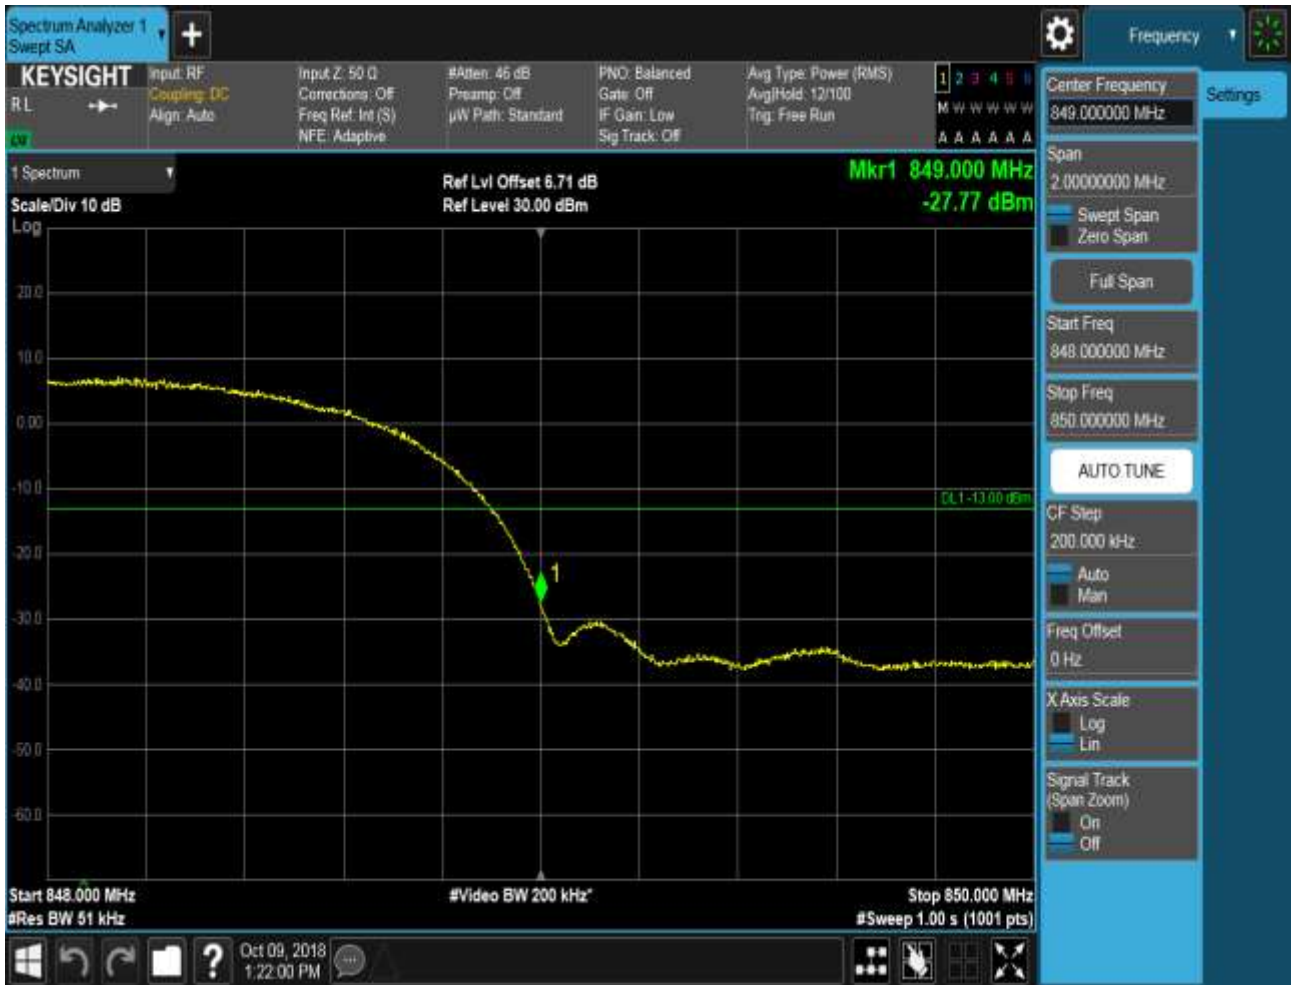 Spectrum Analyzer 1
Swept SA
+
Frequency
KEYSIGHT
R L
Input: RF
Coupling: DC
Align: Auto
Input Z: 50 Ω
Corrections: Off
Freq Ref: Int (S)
NFE: Adaptive
#Atten: 46 dB
Preamp: Off
µW Path: Standard
PNO: Balanced
Gate: Off
IF Gain: Low
Sig Track: Off
Avg Type: Power (RMS)
Avg|Hold: 12/100
Trig: Free Run
1 2 3 4 5 6
M W W W W W
A A A A A A
1 Spectrum
Scale/Div 10 dB
Log
Ref Lvl Offset 6.71 dB
Ref Level 30.00 dBm
Mkr1 849.000 MHz
-27.77 dBm
20.0
10.0
0.00
-10.0
-20.0
-30.0
-40.0
-50.0
-60.0
DL1 -13.00 dBm
1
Start 848.000 MHz
#Res BW 51 kHz
#Video BW 200 kHz*
Stop 850.000 MHz
#Sweep 1.00 s (1001 pts)
Center Frequency
849.000000 MHz
Settings
Span
2.00000000 MHz
Swept Span
Zero Span
Full Span
Start Freq
848.000000 MHz
Stop Freq
850.000000 MHz
AUTO TUNE
CF Step
200.000 kHz
Auto
Man
Freq Offset
0 Hz
X Axis Scale
Log
Lin
Signal Track
(Span Zoom)
On
Off
?
Oct 09, 2018
1:22:00 PM